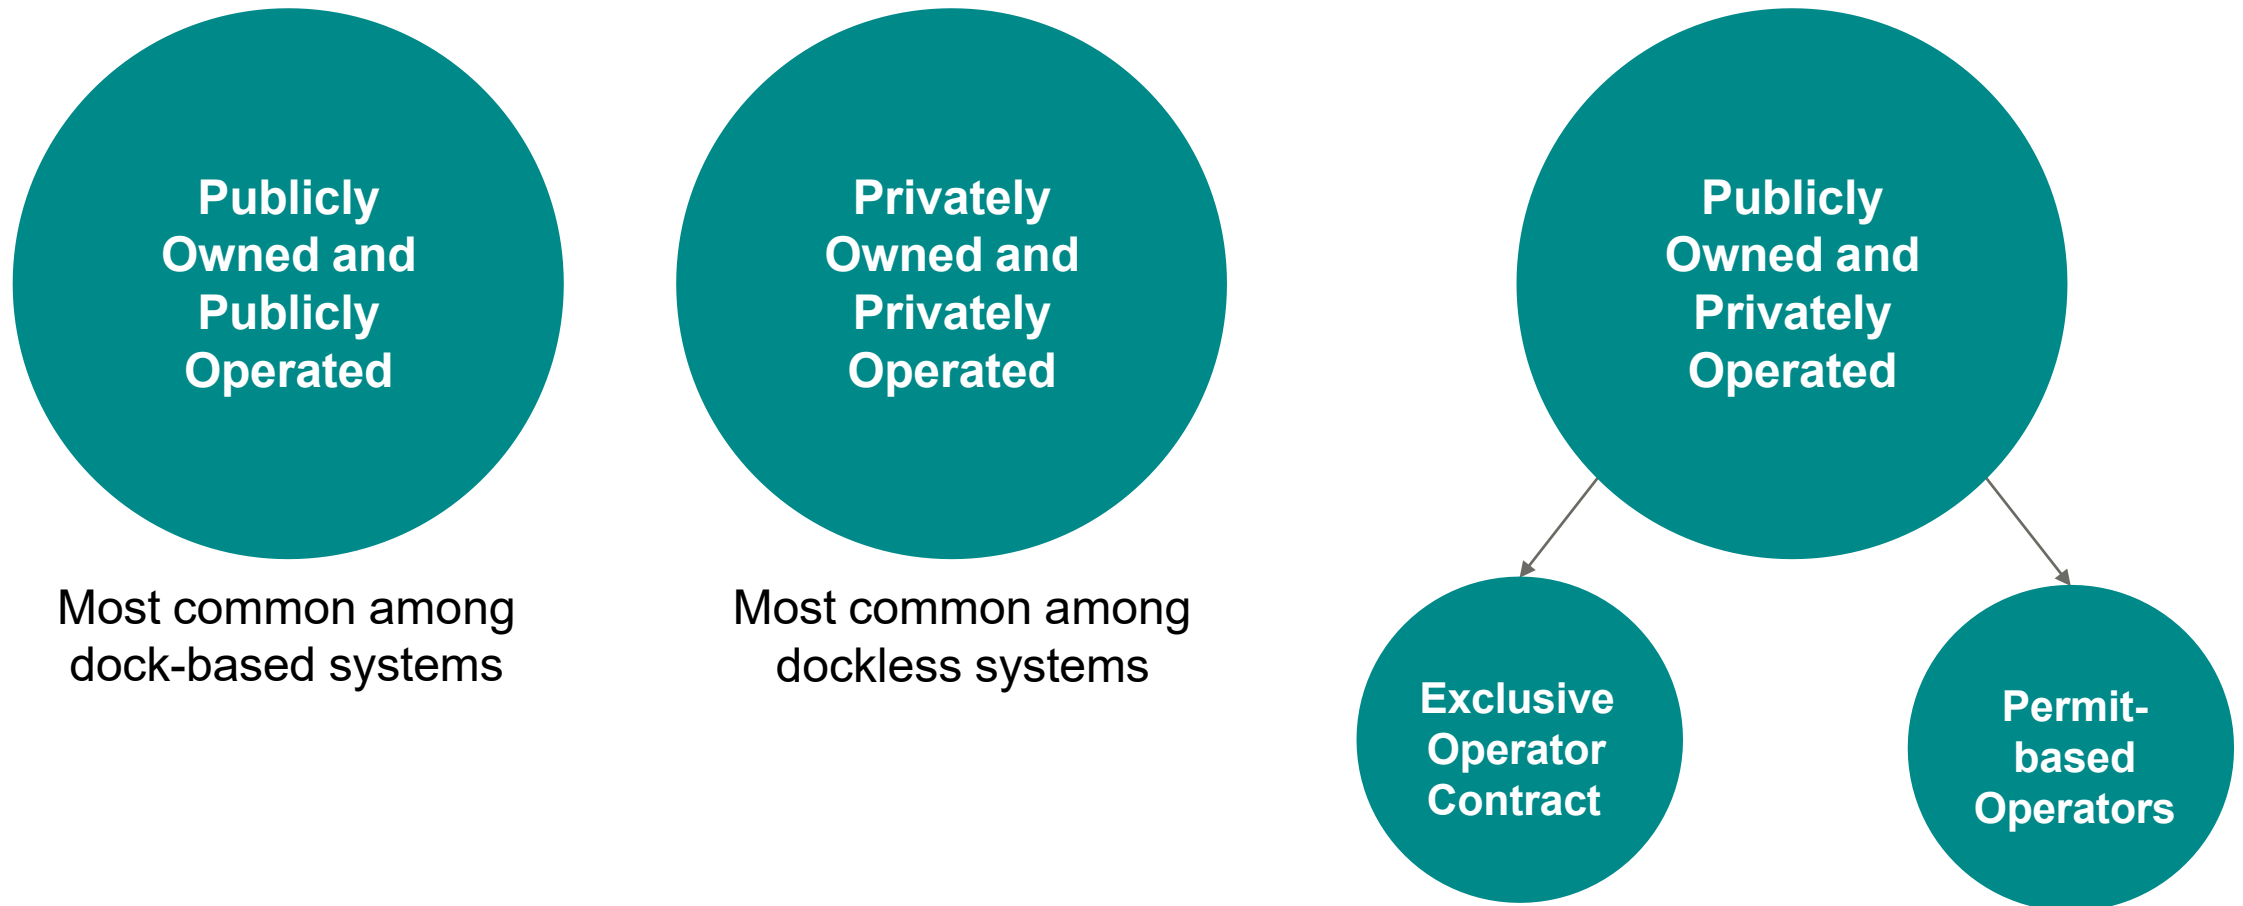 Publicly
Owned and
Publicly
Operated
Most common among
dock-based systems
Privately
Owned and
Privately
Operated
Most common among
dockless systems
Publicly
Owned and
Privately
Operated
Exclusive
Operator
Contract
Permit-
based
Operators